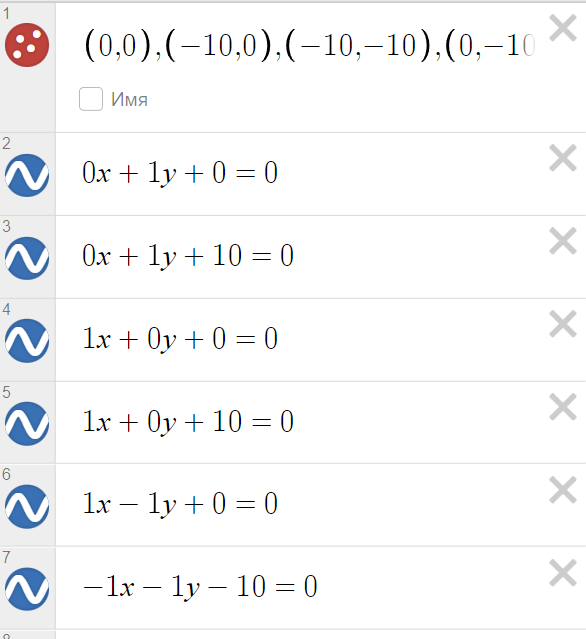 1
(0,0),(−10,0),(−10,−10),(0,−10
Имя
2
0x + 1y + 0 = 0
3
0x + 1y + 10 = 0
4
1x + 0y + 0 = 0
5
1x + 0y + 10 = 0
6
1x − 1y + 0 = 0
7
−1x − 1y − 10 = 0